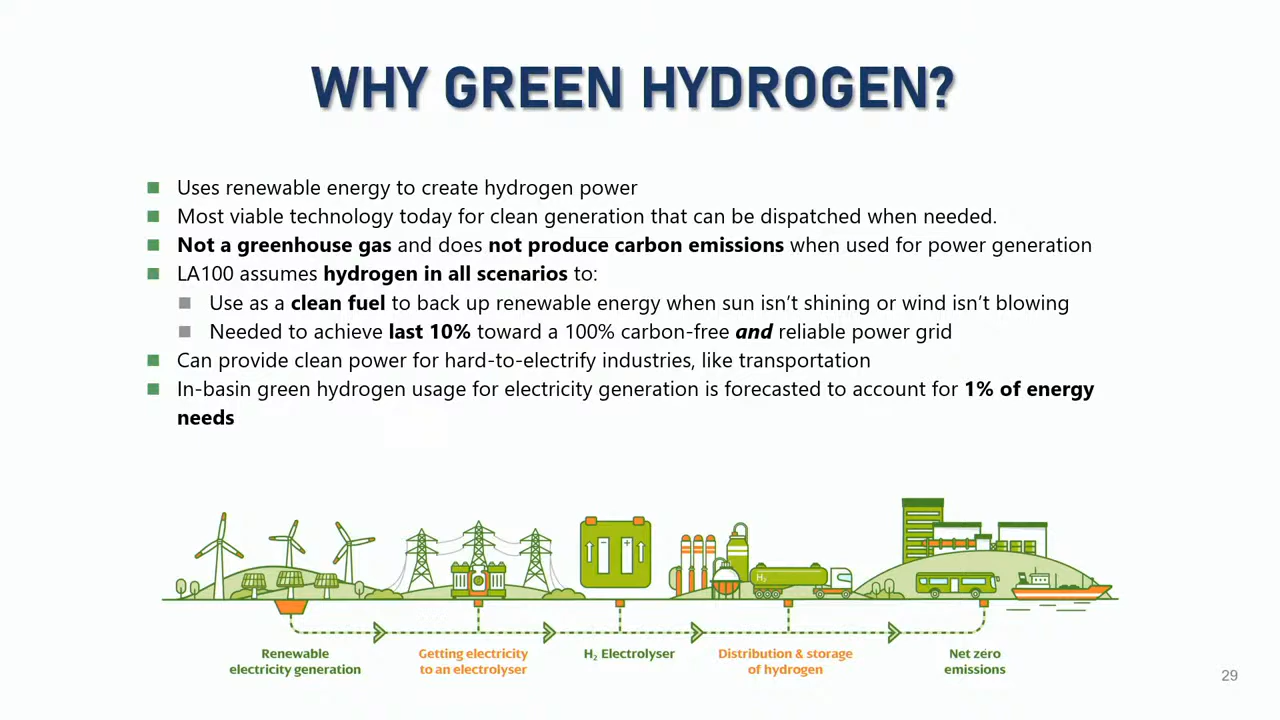 WHY GREEN HYDROGEN?
Uses renewable energy to create hydrogen power
Most viable technology today for clean generation that can be dispatched when needed.
Not a greenhouse gas and does not produce carbon emissions when used for power generation
LA100 assumes hydrogen in all scenarios to:
Use as a clean fuel to back up renewable energy when sun isn't shining or wind isn't blowing
Needed to achieve last 10% toward a 100% carbon-free and reliable power grid
Can provide clean power for hard-to-electrify industries, like transportation
In-basin green hydrogen usage for electricity generation is forecasted to account for 1% of energy
needs
- +
H₂
Renewable
electricity generation
Getting electricity
to an electrolyser
H₂ Electrolyser
Distribution & storage
of hydrogen
Net zéro
emissions
29